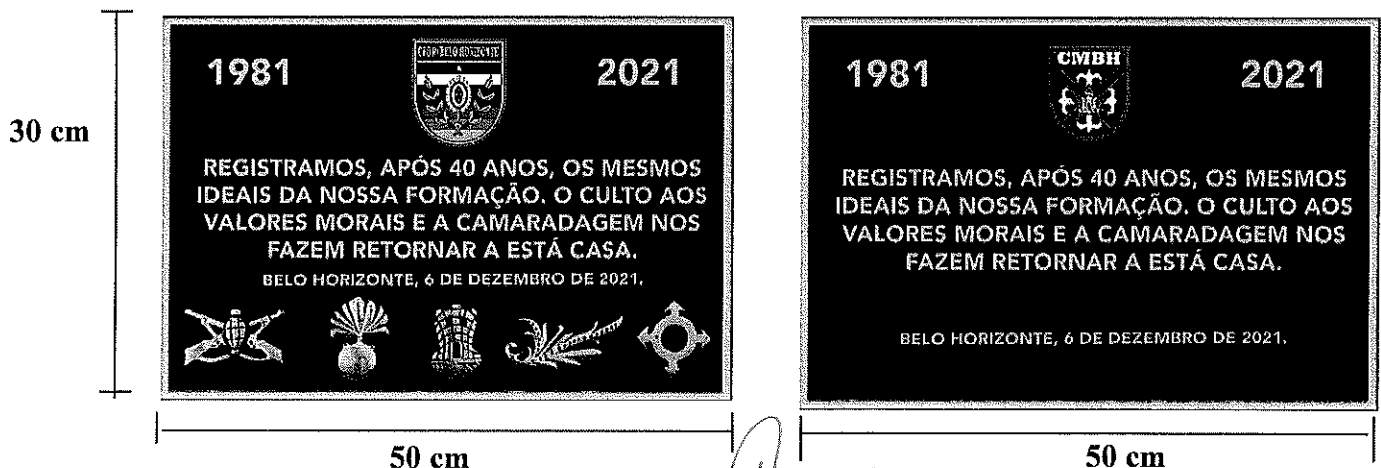 30 cm
1981
CPOR/BELO HORIZONTE
2021
REGISTRAMOS, APÓS 40 ANOS, OS MESMOS
IDEAIS DA NOSSA FORMAÇÃO. O CULTO AOS
VALORES MORAIS E A CAMARADAGEM NOS
FAZEM RETORNAR A ESTÁ CASA.
BELO HORIZONTE, 6 DE DEZEMBRO DE 2021.
50 cm
1981
CMBH
2021
REGISTRAMOS, APÓS 40 ANOS, OS MESMOS
IDEAIS DA NOSSA FORMAÇÃO. O CULTO AOS
VALORES MORAIS E A CAMARADAGEM NOS
FAZEM RETORNAR A ESTÁ CASA.
BELO HORIZONTE, 6 DE DEZEMBRO DE 2021.
50 cm